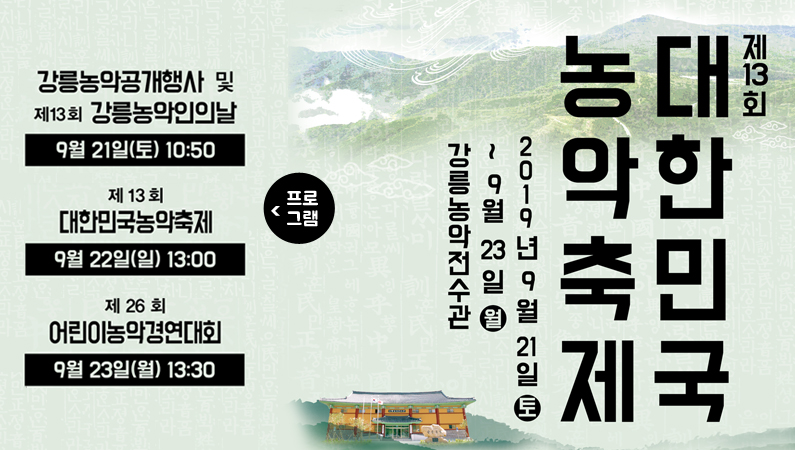 제13회
대한민국
농악축제
2019년 9월 21일 토
~ 9월 23일 월
강릉농악전수관
프로
그램
강릉농악공개행사 및
제13회 강릉농악인의날
9월 21일(토) 10:50
제 13 회
대한민국농악축제
9월 22일(일) 13:00
제 26 회
어린이농악경연대회
9월 23일(월) 13:30